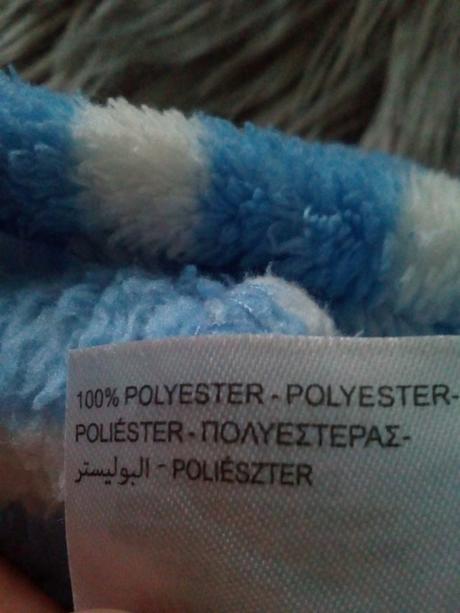 100% POLYESTER - POLYESTER-
POLIÉSTER - ΠΟΛΥΕΣΤΕΡΑΣ-
البوليستر - POLIÉSZTER